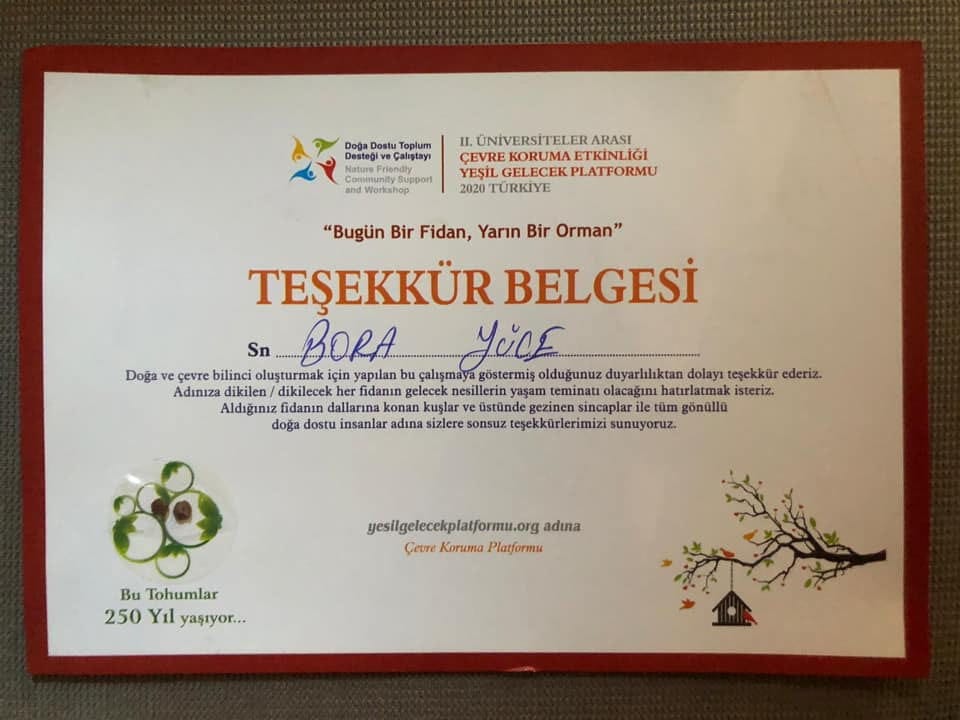 Doğa Dostu Toplum
Desteği ve Çalıştayı
Nature Friendly
Community Support
and Workshop
II. ÜNİVERSİTELER ARASI
ÇEVRE KORUMA ETKİNLİĞİ
YEŞİL GELECEK PLATFORMU
2020 TÜRKİYE
“Bugün Bir Fidan, Yarın Bir Orman”
TEŞEKKÜR BELGESİ
Sn BORA YÜCE
Doğa ve çevre bilinci oluşturmak için yapılan bu çalışmaya göstermiş olduğunuz duyarlılıktan dolayı teşekkür ederiz.
Adınıza dikilen / dikilecek her fidanın gelecek nesillerin yaşam teminatı olacağını hatırlatmak isteriz.
Aldığınız fidanın dallarına konan kuşlar ve üstünde gezinen sincaplar ile tüm gönüllü
doğa dostu insanlar adına sizlere sonsuz teşekkürlerimizi sunuyoruz.
yesilgelecekplatformu.org adına
Çevre Koruma Platformu
Bu Tohumlar
250 Yıl yaşıyor...